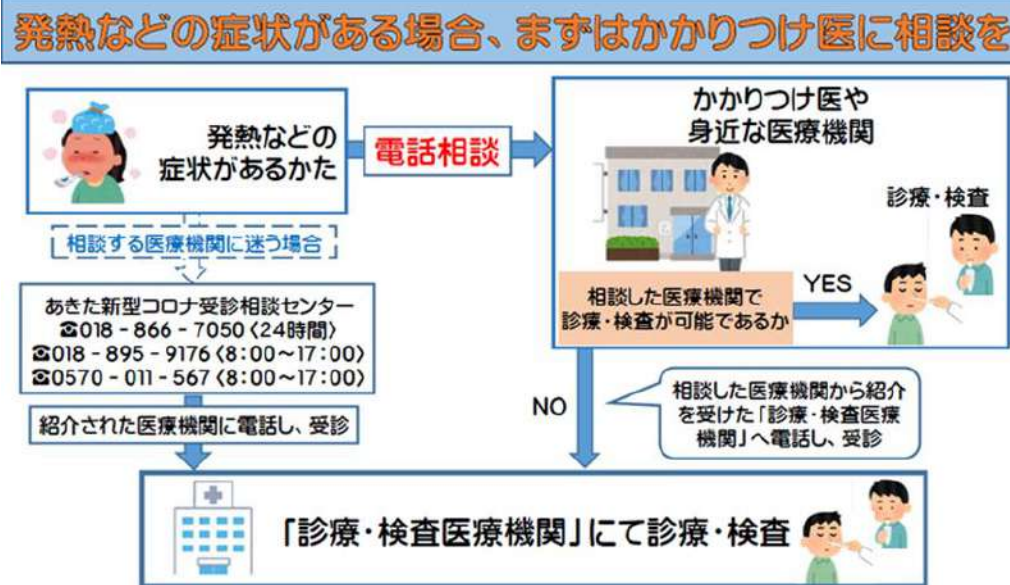 発熱などの症状がある場合、まずはかかりつけ医に相談を
発熱などの
症状があるかた
電話相談
かかりつけ医や
身近な医療機関
診療・検査
相談した医療機関で
診療・検査が可能であるか
YES
相談する医療機関に迷う場合
あきた新型コロナ受診相談センター
☎018-866-7050〈24時間〉
☎018-895-9176〈8:00～17:00〉
☎0570-011-567〈8:00～17:00〉
紹介された医療機関に電話し、受診
NO
相談した医療機関から紹介
を受けた「診療・検査医療
機関」へ電話し、受診
「診療・検査医療機関」にて診療・検査